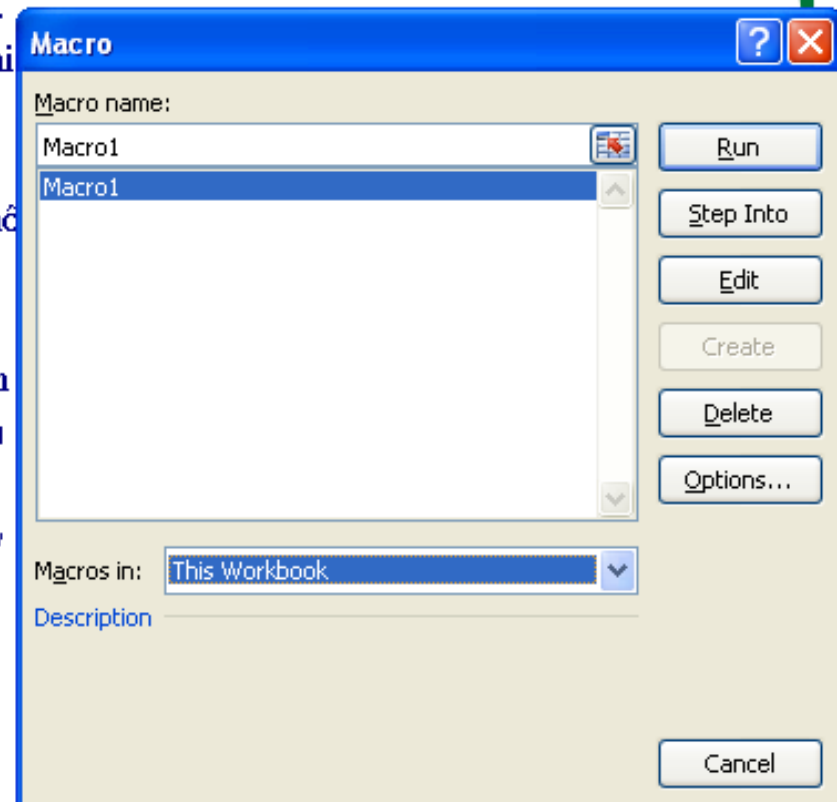 Macro
Macro name:
Macro1
Macro1
Run
Step Into
Edit
Create
Delete
Options...
Macros in: This Workbook
Description
Cancel